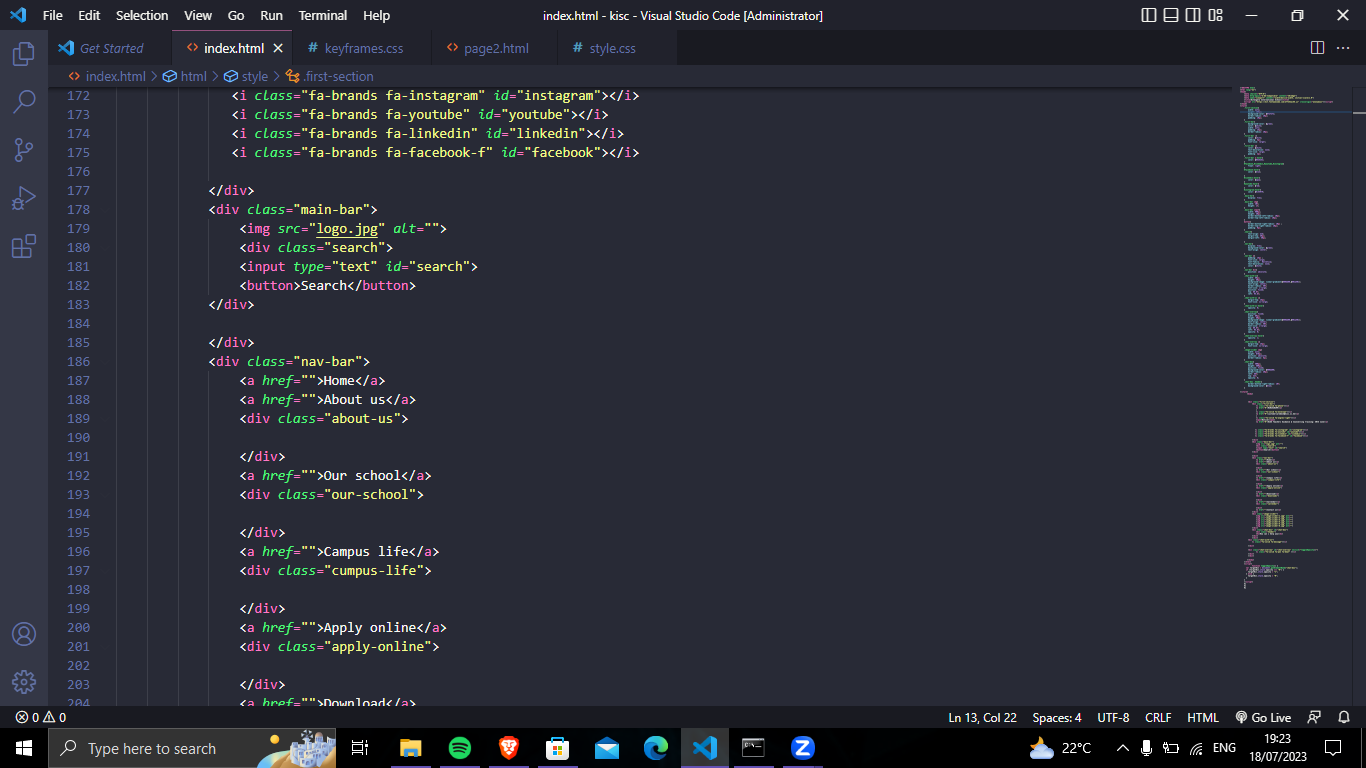 File Edit Selection View Go Run Terminal Help index.html - kisc - Visual Studio Code [Administrator]
Get Started index.html keyframes.css page2.html style.css
index.html > html > style > .first-section
172 <i class="fa-brands fa-instagram" id="instagram"></i>
173 <i class="fa-brands fa-youtube" id="youtube"></i>
174 <i class="fa-brands fa-linkedin" id="linkedin"></i>
175 <i class="fa-brands fa-facebook-f" id="facebook"></i>
176
177 </div>
178 <div class="main-bar">
179 <img src="logo.jpg" alt="">
180 <div class="search">
181 <input type="text" id="search">
182 <button>Search</button>
183 </div>
184
185 </div>
186 <div class="nav-bar">
187 <a href="">Home</a>
188 <a href="">About us</a>
189 <div class="about-us">
190
191 </div>
192 <a href="">Our school</a>
193 <div class="our-school">
194
195 </div>
196 <a href="">Campus life</a>
197 <div class="cumpus-life">
198
199 </div>
200 <a href="">Apply online</a>
201 <div class="apply-online">
202
203 </div>
204 <a href="">Download</a>
0 0 Ln 13, Col 22 Spaces: 4 UTF-8 CRLF HTML Go Live
Type here to search 22°C ENG 19:23
18/07/2023